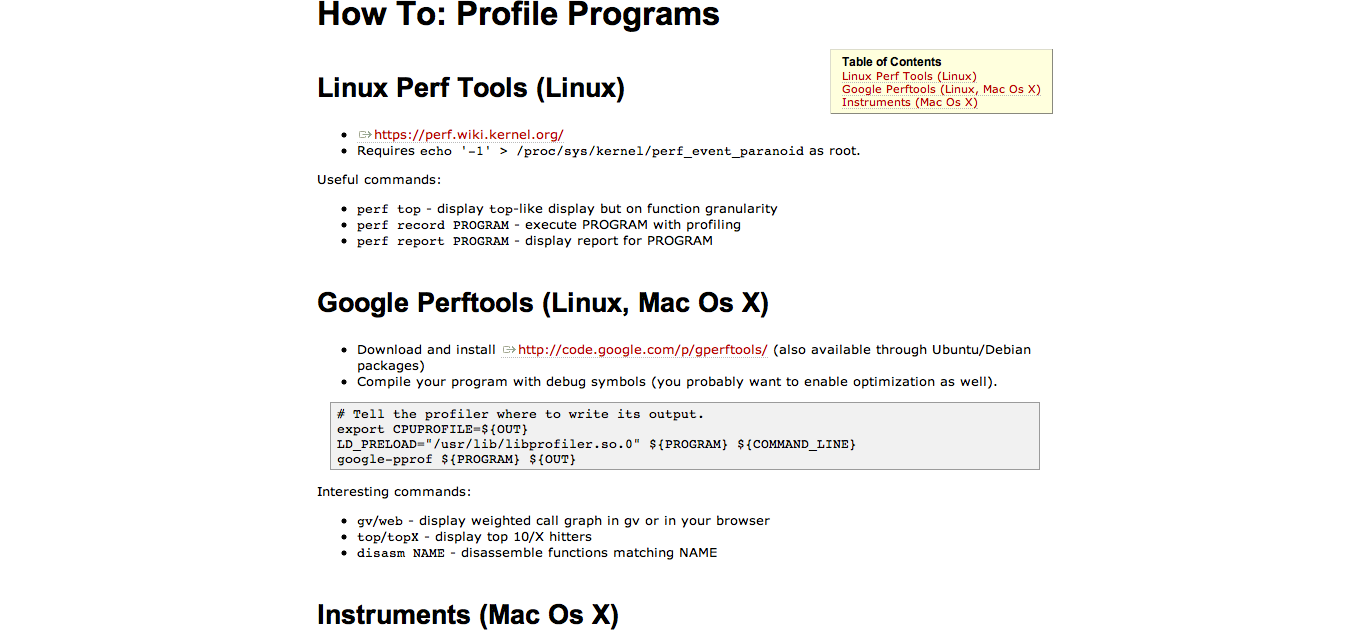 How To: Profile Programs
Table of Contents
Linux Perf Tools (Linux)
Google Perftools (Linux, Mac Os X)
Instruments (Mac Os X)
Linux Perf Tools (Linux)
https://perf.wiki.kernel.org/
Requires echo '-1' > /proc/sys/kernel/perf_event_paranoid as root.
Useful commands:
perf top - display top-like display but on function granularity
perf record PROGRAM - execute PROGRAM with profiling
perf report PROGRAM - display report for PROGRAM
Google Perftools (Linux, Mac Os X)
Download and install http://code.google.com/p/gperftools/ (also available through Ubuntu/Debian
packages)
Compile your program with debug symbols (you probably want to enable optimization as well).
# Tell the profiler where to write its output.
export CPUPROFILE=${OUT}
LD_PRELOAD="/usr/lib/libprofiler.so.0" ${PROGRAM} ${COMMAND_LINE}
google-pprof ${PROGRAM} ${OUT}
Interesting commands:
gv/web - display weighted call graph in gv or in your browser
top/topX - display top 10/X hitters
disasm NAME - disassemble functions matching NAME
Instruments (Mac Os X)